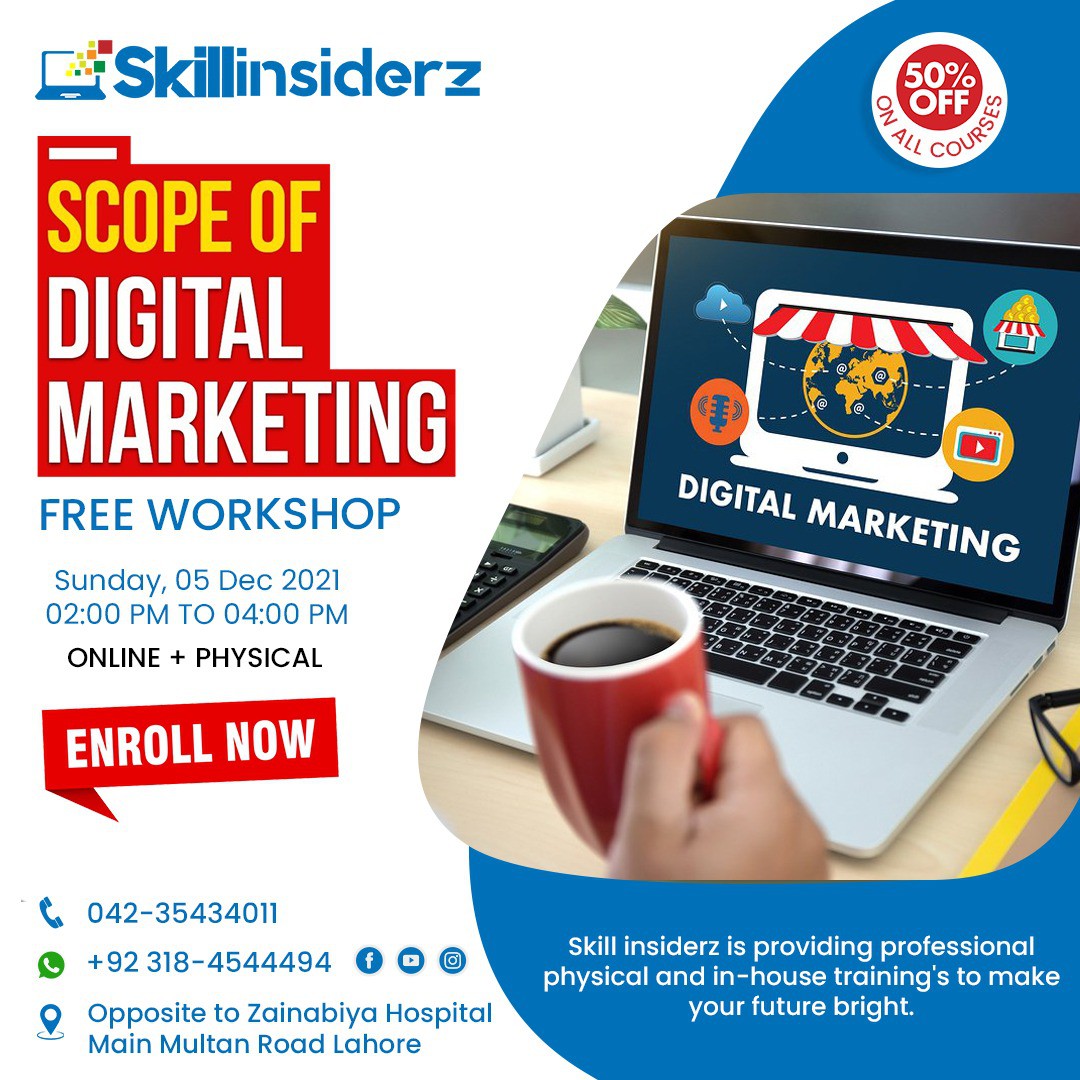 Skillinsiderz
50%
OFF
ON ALL COURSES
SCOPE OF
DIGITAL
MARKETING
FREE WORKSHOP
Sunday, 05 Dec 2021
02:00 PM TO 04:00 PM
ONLINE + PHYSICAL
ENROLL NOW
DIGITAL MARKETING
042-35434011
+92 318-4544494
Opposite to Zainabiya Hospital
Main Multan Road Lahore
Skill insiderz is providing professional
physical and in-house training's to make
your future bright.